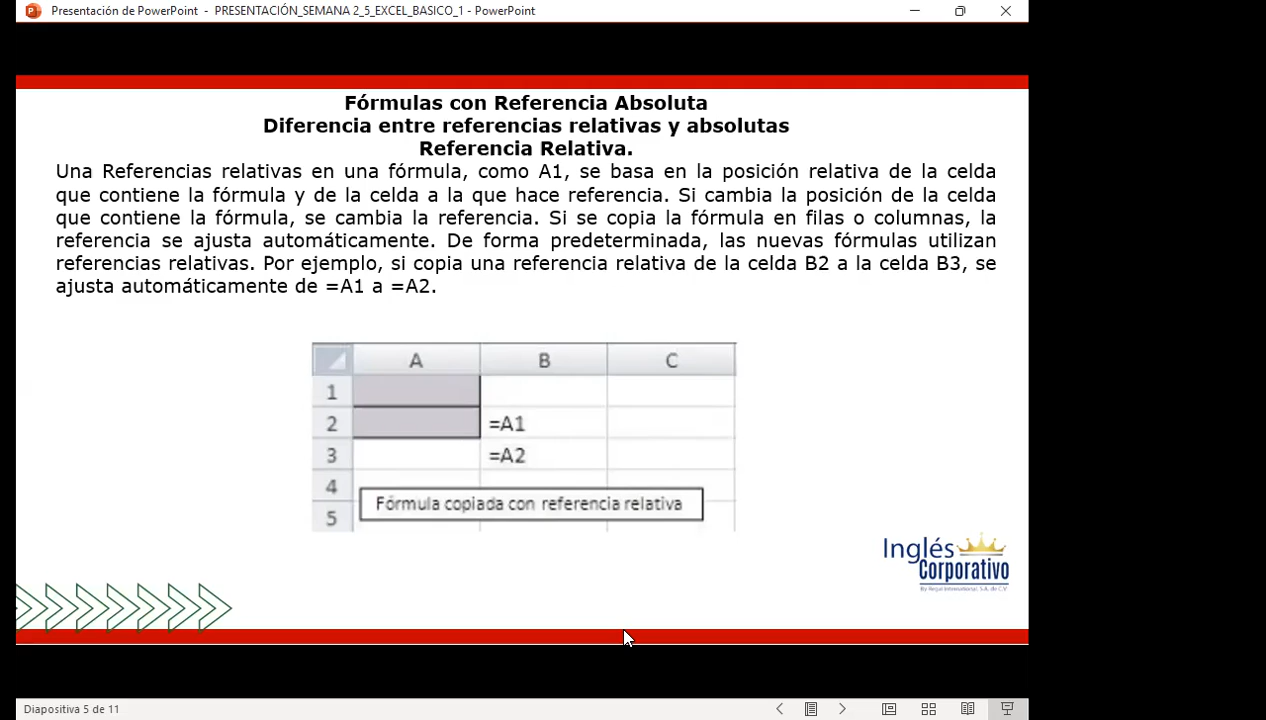 Presentación de PowerPoint - PRESENTACIÓN_SEMANA 2_5_EXCEL_BASICO_1 - PowerPoint
Fórmulas con Referencia Absoluta
Diferencia entre referencias relativas y absolutas
Referencia Relativa.
Una Referencias relativas en una fórmula, como A1, se basa en la posición relativa de la celda
que contiene la fórmula y de la celda a la que hace referencia. Si cambia la posición de la celda
que contiene la fórmula, se cambia la referencia. Si se copia la fórmula en filas o columnas, la
referencia se ajusta automáticamente. De forma predeterminada, las nuevas fórmulas utilizan
referencias relativas. Por ejemplo, si copia una referencia relativa de la celda B2 a la celda B3, se
ajusta automáticamente de =A1 a =A2.
A B C
1
2 =A1
3 =A2
4
Fórmula copiada con referencia relativa
5
Inglés
Corporativo
By Regal International, S.A. de C.V
Diapositiva 5 de 11